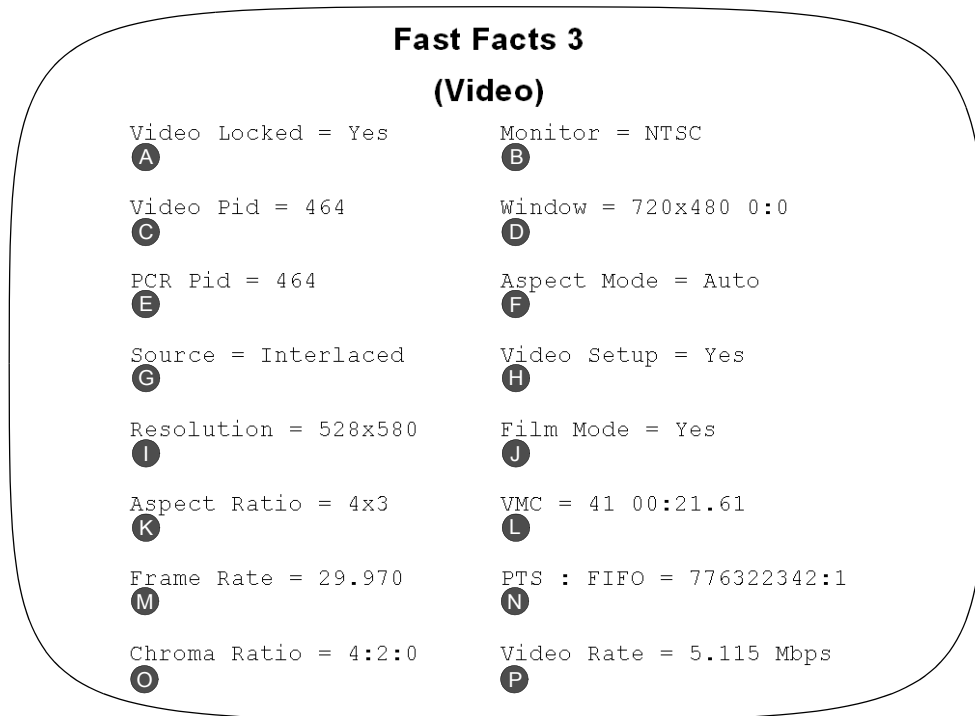 Fast Facts 3
(Video)
Video Locked = Yes
A
Monitor = NTSC
B
Video Pid = 464
C
Window = 720x480 0:0
D
PCR Pid = 464
E
Aspect Mode = Auto
F
Source = Interlaced
G
Video Setup = Yes
H
Resolution = 528x580
I
Film Mode = Yes
J
Aspect Ratio = 4x3
K
VMC = 41 00:21.61
L
Frame Rate = 29.970
M
PTS : FIFO = 776322342:1
N
Chroma Ratio = 4:2:0
O
Video Rate = 5.115 Mbps
P